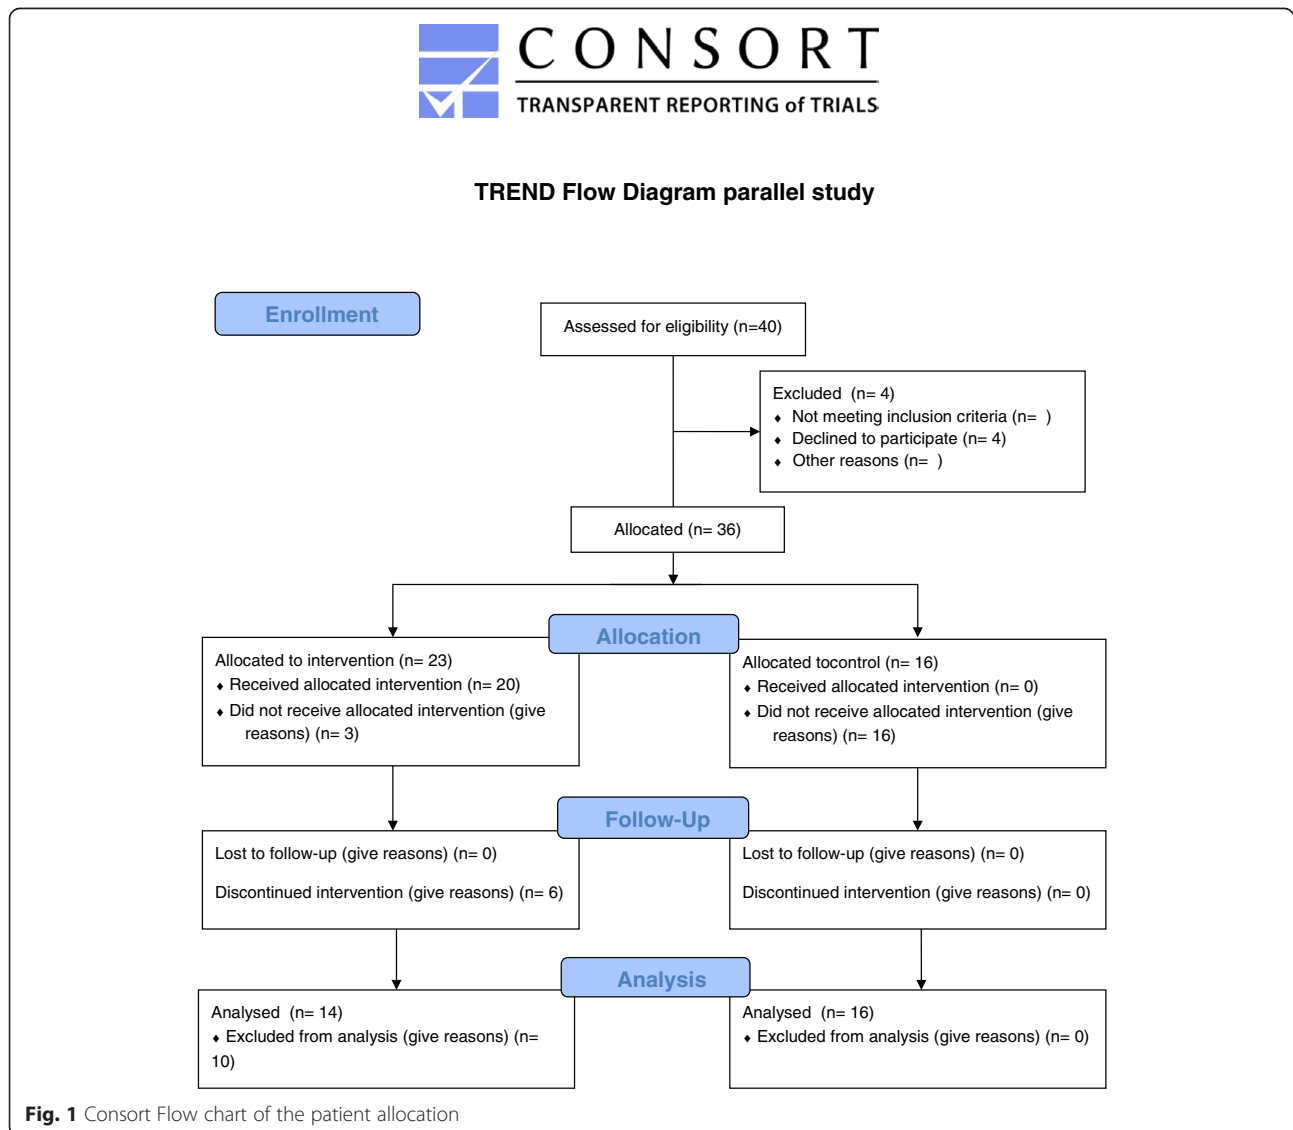 CONSORT
TRANSPARENT REPORTING of TRIALS
TREND Flow Diagram parallel study
Enrollment
Assessed for eligibility (n=40)
Excluded (n= 4)
♦ Not meeting inclusion criteria (n= )
♦ Declined to participate (n= 4)
♦ Other reasons (n= )
Allocated (n= 36)
Allocation
Allocated to intervention (n= 23)
♦ Received allocated intervention (n= 20)
♦ Did not receive allocated intervention (give
reasons) (n= 3)
Allocated tocontrol (n= 16)
♦ Received allocated intervention (n= 0)
♦ Did not receive allocated intervention (give
reasons) (n= 16)
Follow-Up
Lost to follow-up (give reasons) (n= 0)
Discontinued intervention (give reasons) (n= 6)
Lost to follow-up (give reasons) (n= 0)
Discontinued intervention (give reasons) (n= 0)
Analysis
Analysed (n= 14)
♦ Excluded from analysis (give reasons) (n=
10)
Analysed (n= 16)
♦ Excluded from analysis (give reasons) (n= 0)
Fig. 1 Consort Flow chart of the patient allocation